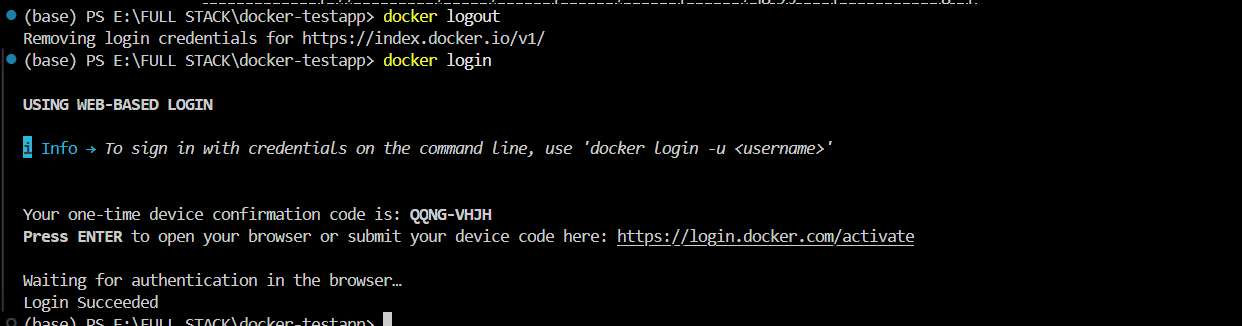 (base) PS E:\FULL STACK\docker-testapp> docker logout
Removing login credentials for https://index.docker.io/v1/
(base) PS E:\FULL STACK\docker-testapp> docker login
USING WEB-BASED LOGIN
i Info → To sign in with credentials on the command line, use 'docker login -u <username>'
Your one-time device confirmation code is: QQNG-VHJH
Press ENTER to open your browser or submit your device code here: https://login.docker.com/activate
Waiting for authentication in the browser…
Login Succeeded
(base) PS E:\FULL STACK\docker-testapp>